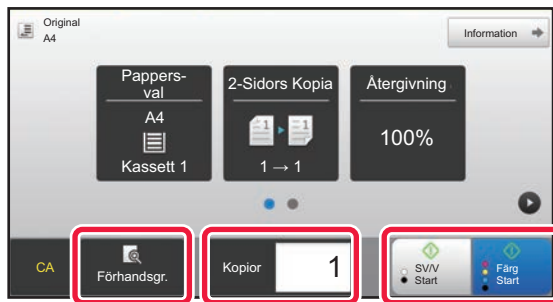 Original
A4
Information
Pappers-
val
A4
Kassett 1
2-Sidors Kopia
1 → 1
Återgivning
100%
CA
Förhandsgr.
Kopior
1
SV/V
Start
Färg
Start